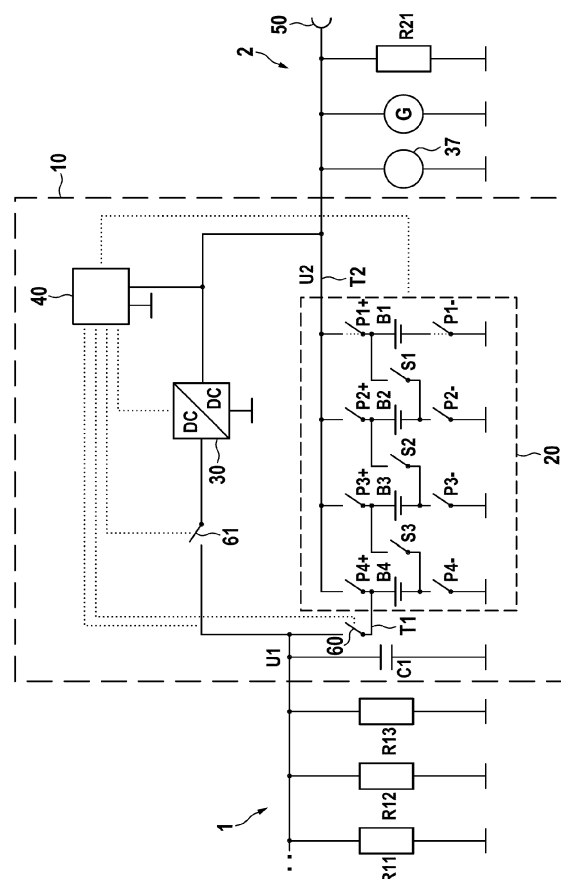 10
2
50
40
37
G
R21
DC
DC
30
61
U2
T2
P4+
P3+
P2+
P1+
B4
B3
B2
B1
S3
S2
S1
P4-
P3-
P2-
P1-
20
U1
60
T1
C1
1
R11
R12
R13